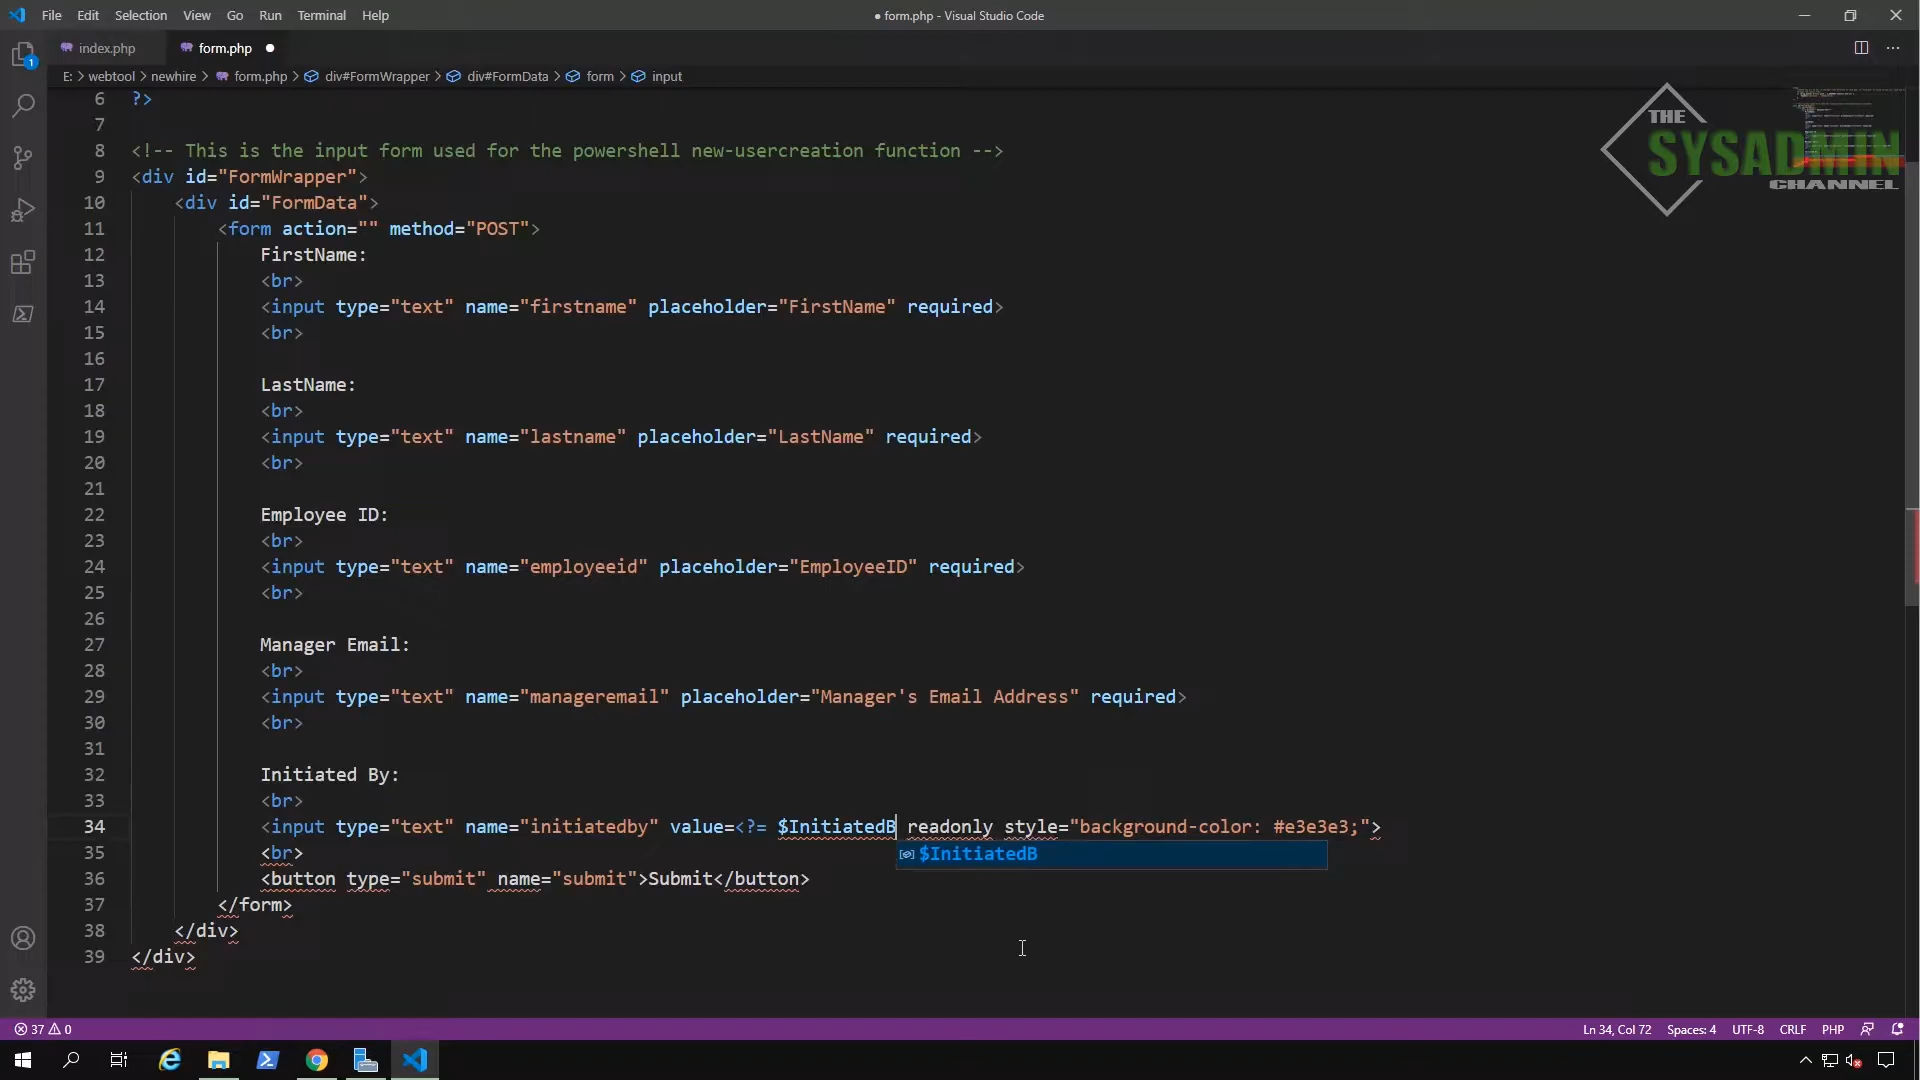 File Edit Selection View Go Run Terminal Help
● form.php - Visual Studio Code
index.php form.php ●
E: > webtool > newhire > form.php > div#FormWrapper > div#FormData > form > input
THE
SYSADMIN
CHANNEL
6 ?>
7
8 <!-- This is the input form used for the powershell new-usercreation function -->
9 <div id="FormWrapper">
10 <div id="FormData">
11 <form action="" method="POST">
12 FirstName:
13 <br>
14 <input type="text" name="firstname" placeholder="FirstName" required>
15 <br>
16
17 LastName:
18 <br>
19 <input type="text" name="lastname" placeholder="LastName" required>
20 <br>
21
22 Employee ID:
23 <br>
24 <input type="text" name="employeeid" placeholder="EmployeeID" required>
25 <br>
26
27 Manager Email:
28 <br>
29 <input type="text" name="manageremail" placeholder="Manager's Email Address" required>
30 <br>
31
32 Initiated By:
33 <br>
34 <input type="text" name="initiatedby" value=<?= $InitiatedB readonly style="background-color: #e3e3e3;">
35 <br>
$InitiatedB
36 <button type="submit" name="submit">Submit</button>
37 </form>
38 </div>
39 </div>
1
37 0
Ln 34, Col 72 Spaces: 4 UTF-8 CRLF PHP